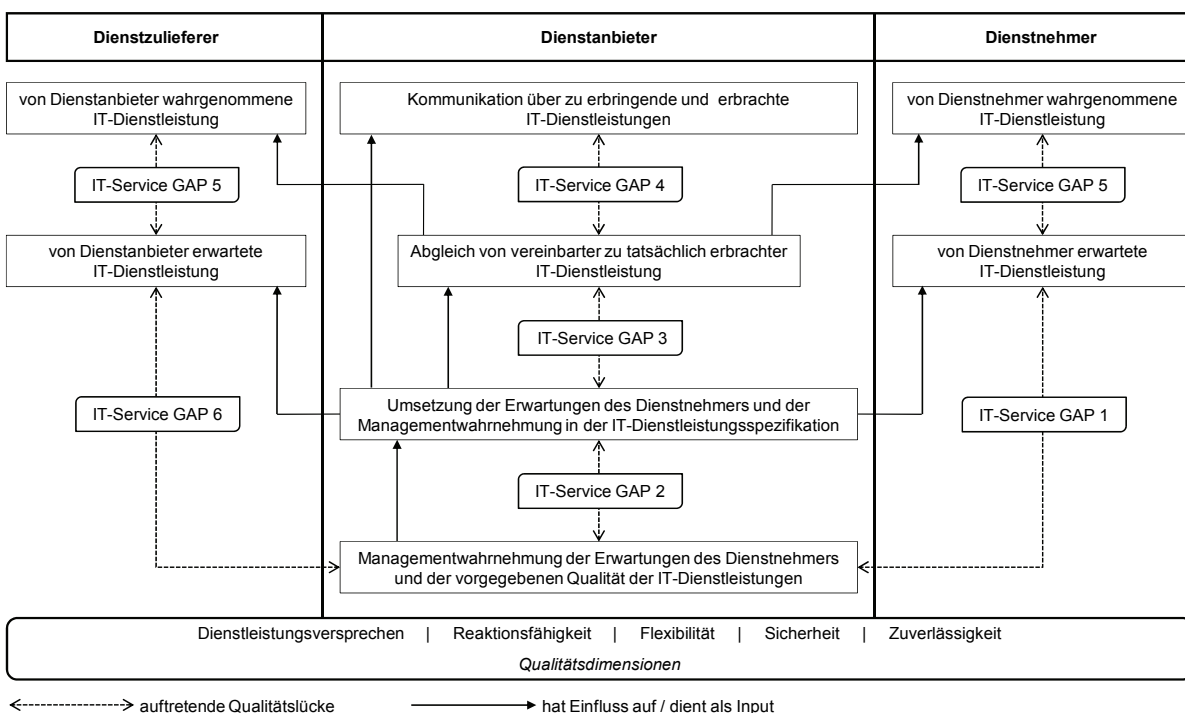 Dienstzulieferer
Dienstanbieter
Dienstnehmer
von Dienstanbieter wahrgenommene
IT-Dienstleistung
Kommunikation über zu erbringende und erbrachte
IT-Dienstleistungen
von Dienstnehmer wahrgenommene
IT-Dienstleistung
IT-Service GAP 5
IT-Service GAP 4
IT-Service GAP 5
von Dienstanbieter erwartete
IT-Dienstleistung
Abgleich von vereinbarter zu tatsächlich erbrachter
IT-Dienstleistung
von Dienstnehmer erwartete
IT-Dienstleistung
IT-Service GAP 3
IT-Service GAP 6
Umsetzung der Erwartungen des Dienstnehmers und der
Managementwahrnehmung in der IT-Dienstleistungsspezifikation
IT-Service GAP 1
IT-Service GAP 2
Managementwahrnehmung der Erwartungen des Dienstnehmers
und der vorgegebenen Qualität der IT-Dienstleistungen
Dienstleistungsversprechen | Reaktionsfähigkeit | Flexibilität | Sicherheit | Zuverlässigkeit
Qualitätsdimensionen
auftretende Qualitätslücke
hat Einfluss auf / dient als Input